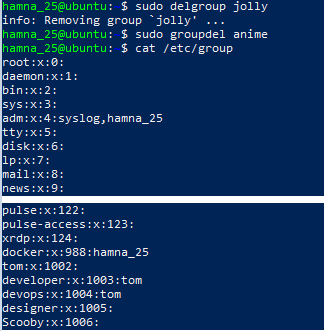 hamna_25@ubuntu: $ sudo delgroup jolly
info: Removing group `jolly' ...
hamna_25@ubuntu: $ sudo groupdel anime
hamna_25@ubuntu: $ cat /etc/group
root:x:0:
daemon:x:1:
bin:x:2:
sys:x:3:
adm:x:4:syslog,hamna_25
tty:x:5:
disk:x:6:
lp:x:7:
mail:x:8:
news:x:9:
pulse:x:122:
pulse-access:x:123:
xrdp:x:124:
docker:x:988:hamna_25
tom:x:1002:
developer:x:1003:tom
devops:x:1004:tom
designer:x:1005:
Scooby:x:1006: